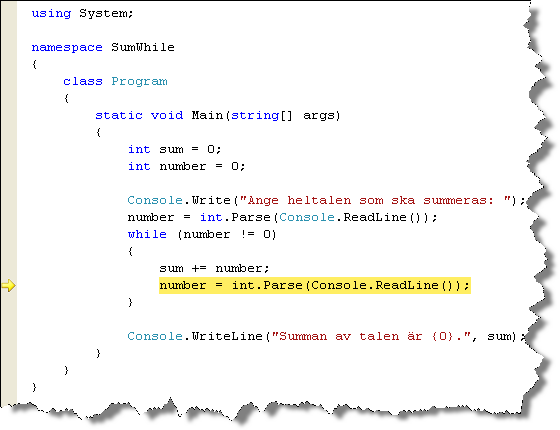 using System;
namespace SumWhile
{
class Program
{
static void Main(string[] args)
{
int sum = 0;
int number = 0;
Console.Write("Ange heltalen som ska summeras: ");
number = int.Parse(Console.ReadLine());
while (number != 0)
{
sum += number;
number = int.Parse(Console.ReadLine());
}
Console.WriteLine("Summan av talen är {0}.", sum);
}
}
}